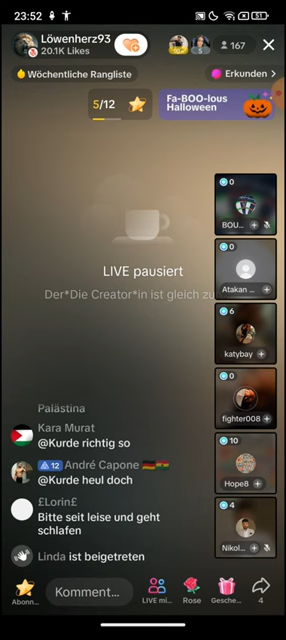 23:52
51
Löwenherz93
20.1K Likes
167
Wöchentliche Rangliste
Erkunden
5/12
Fa-BOO-lous
Halloween
0
BOU...
0
LIVE pausiert
Atakan ...
Der*Die Creator*in ist gleich zu
6
katybay
0
fighter008
Palästina
Kara Murat
@Kurde richtig so
10
Hope8
12 André Capone
@Kurde heul doch
£Lorin£
Bitte seit leise und geht
schlafen
4
Nikol...
Linda ist beigetreten
Komment...
Abonn...
LIVE mi...
Rose
Gesche...
4